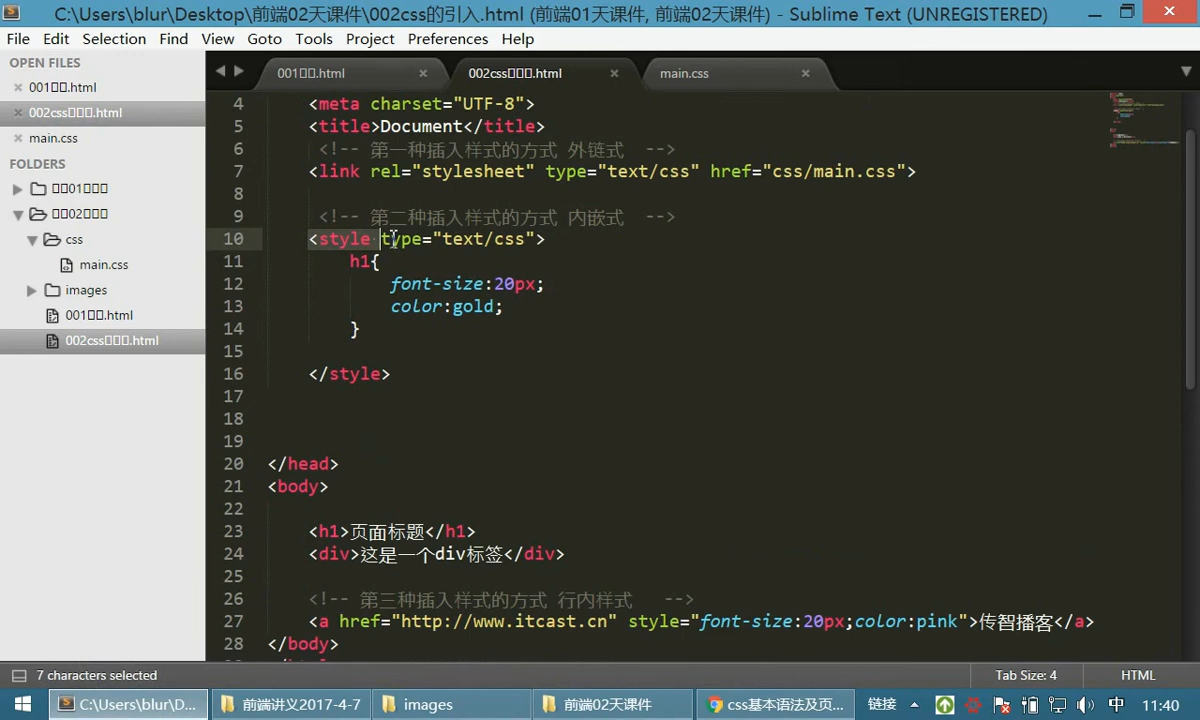 C:\Users\blur\Desktop\前端02天课件\002css的引入.html (前端01天课件, 前端02天课件) - Sublime Text (UNREGISTERED)
File Edit Selection Find View Goto Tools Project Preferences Help
OPEN FILES
001□□.html
002css□□□.html
main.css
FOLDERS
□□01□□□
□□02□□□
css
main.css
images
001□□.html
002css□□□.html
001□□.html
002css□□□.html
main.css
4 <meta charset="UTF-8">
5 <title>Document</title>
6 <!-- 第一种插入样式的方式 外链式 -->
7 <link rel="stylesheet" type="text/css" href="css/main.css">
8
9 <!-- 第二种插入样式的方式 内嵌式 -->
10 <style type="text/css">
11 h1{
12 font-size:20px;
13 color:gold;
14 }
15
16 </style>
17
18
19
20 </head>
21 <body>
22
23 <h1>页面标题</h1>
24 <div>这是一个div标签</div>
25
26 <!-- 第三种插入样式的方式 行内样式 -->
27 <a href="http://www.itcast.cn" style="font-size:20px;color:pink">传智播客</a>
28 </body>
7 characters selected
Tab Size: 4
HTML
C:\Users\blur\D...
前端讲义2017-4-7
images
前端02天课件
css基本语法及页...
链接
中
11:40